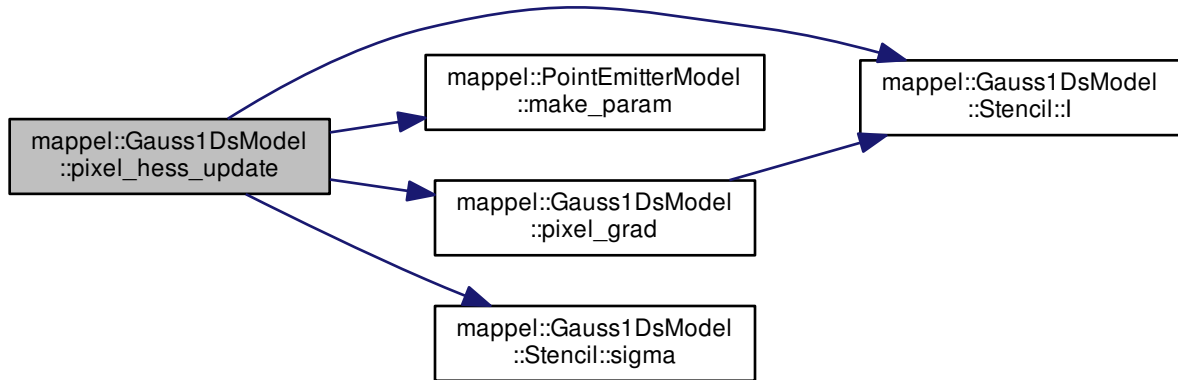 mappel::Gauss1DsModel
::pixel_hess_update
mappel::PointEmitterModel
::make_param
mappel::Gauss1DsModel
::pixel_grad
mappel::Gauss1DsModel
::Stencil::sigma
mappel::Gauss1DsModel
::Stencil::I